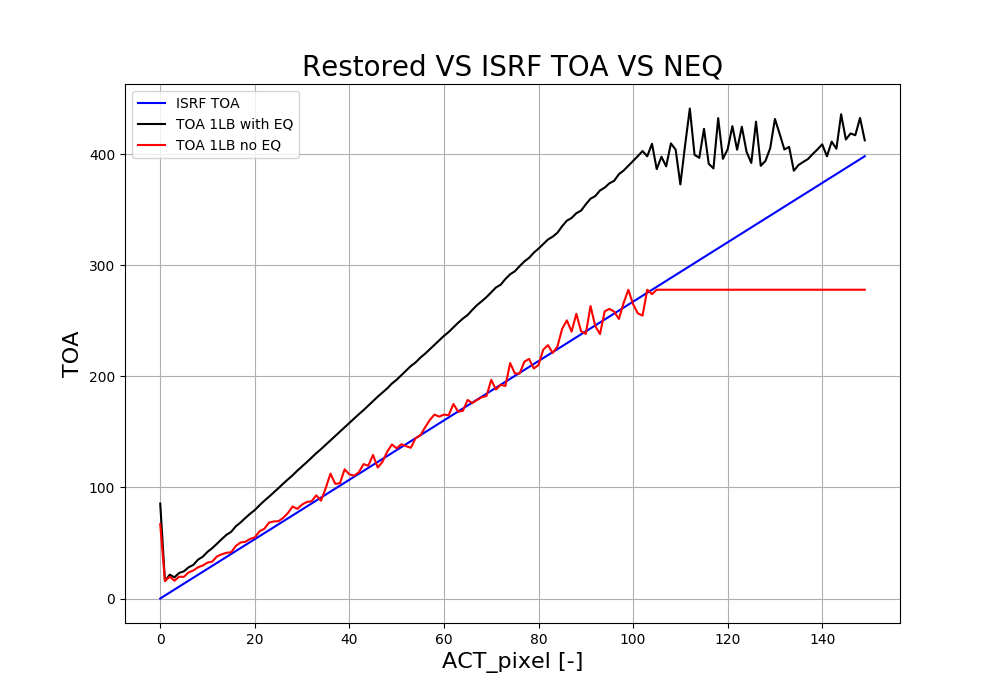 Restored VS ISRF TOA VS NEQ
ISRF TOA
TOA 1LB with EQ
TOA 1LB no EQ
400
300
200
100
0
TOA
0 20 40 60 80 100 120 140
ACT_pixel [-]